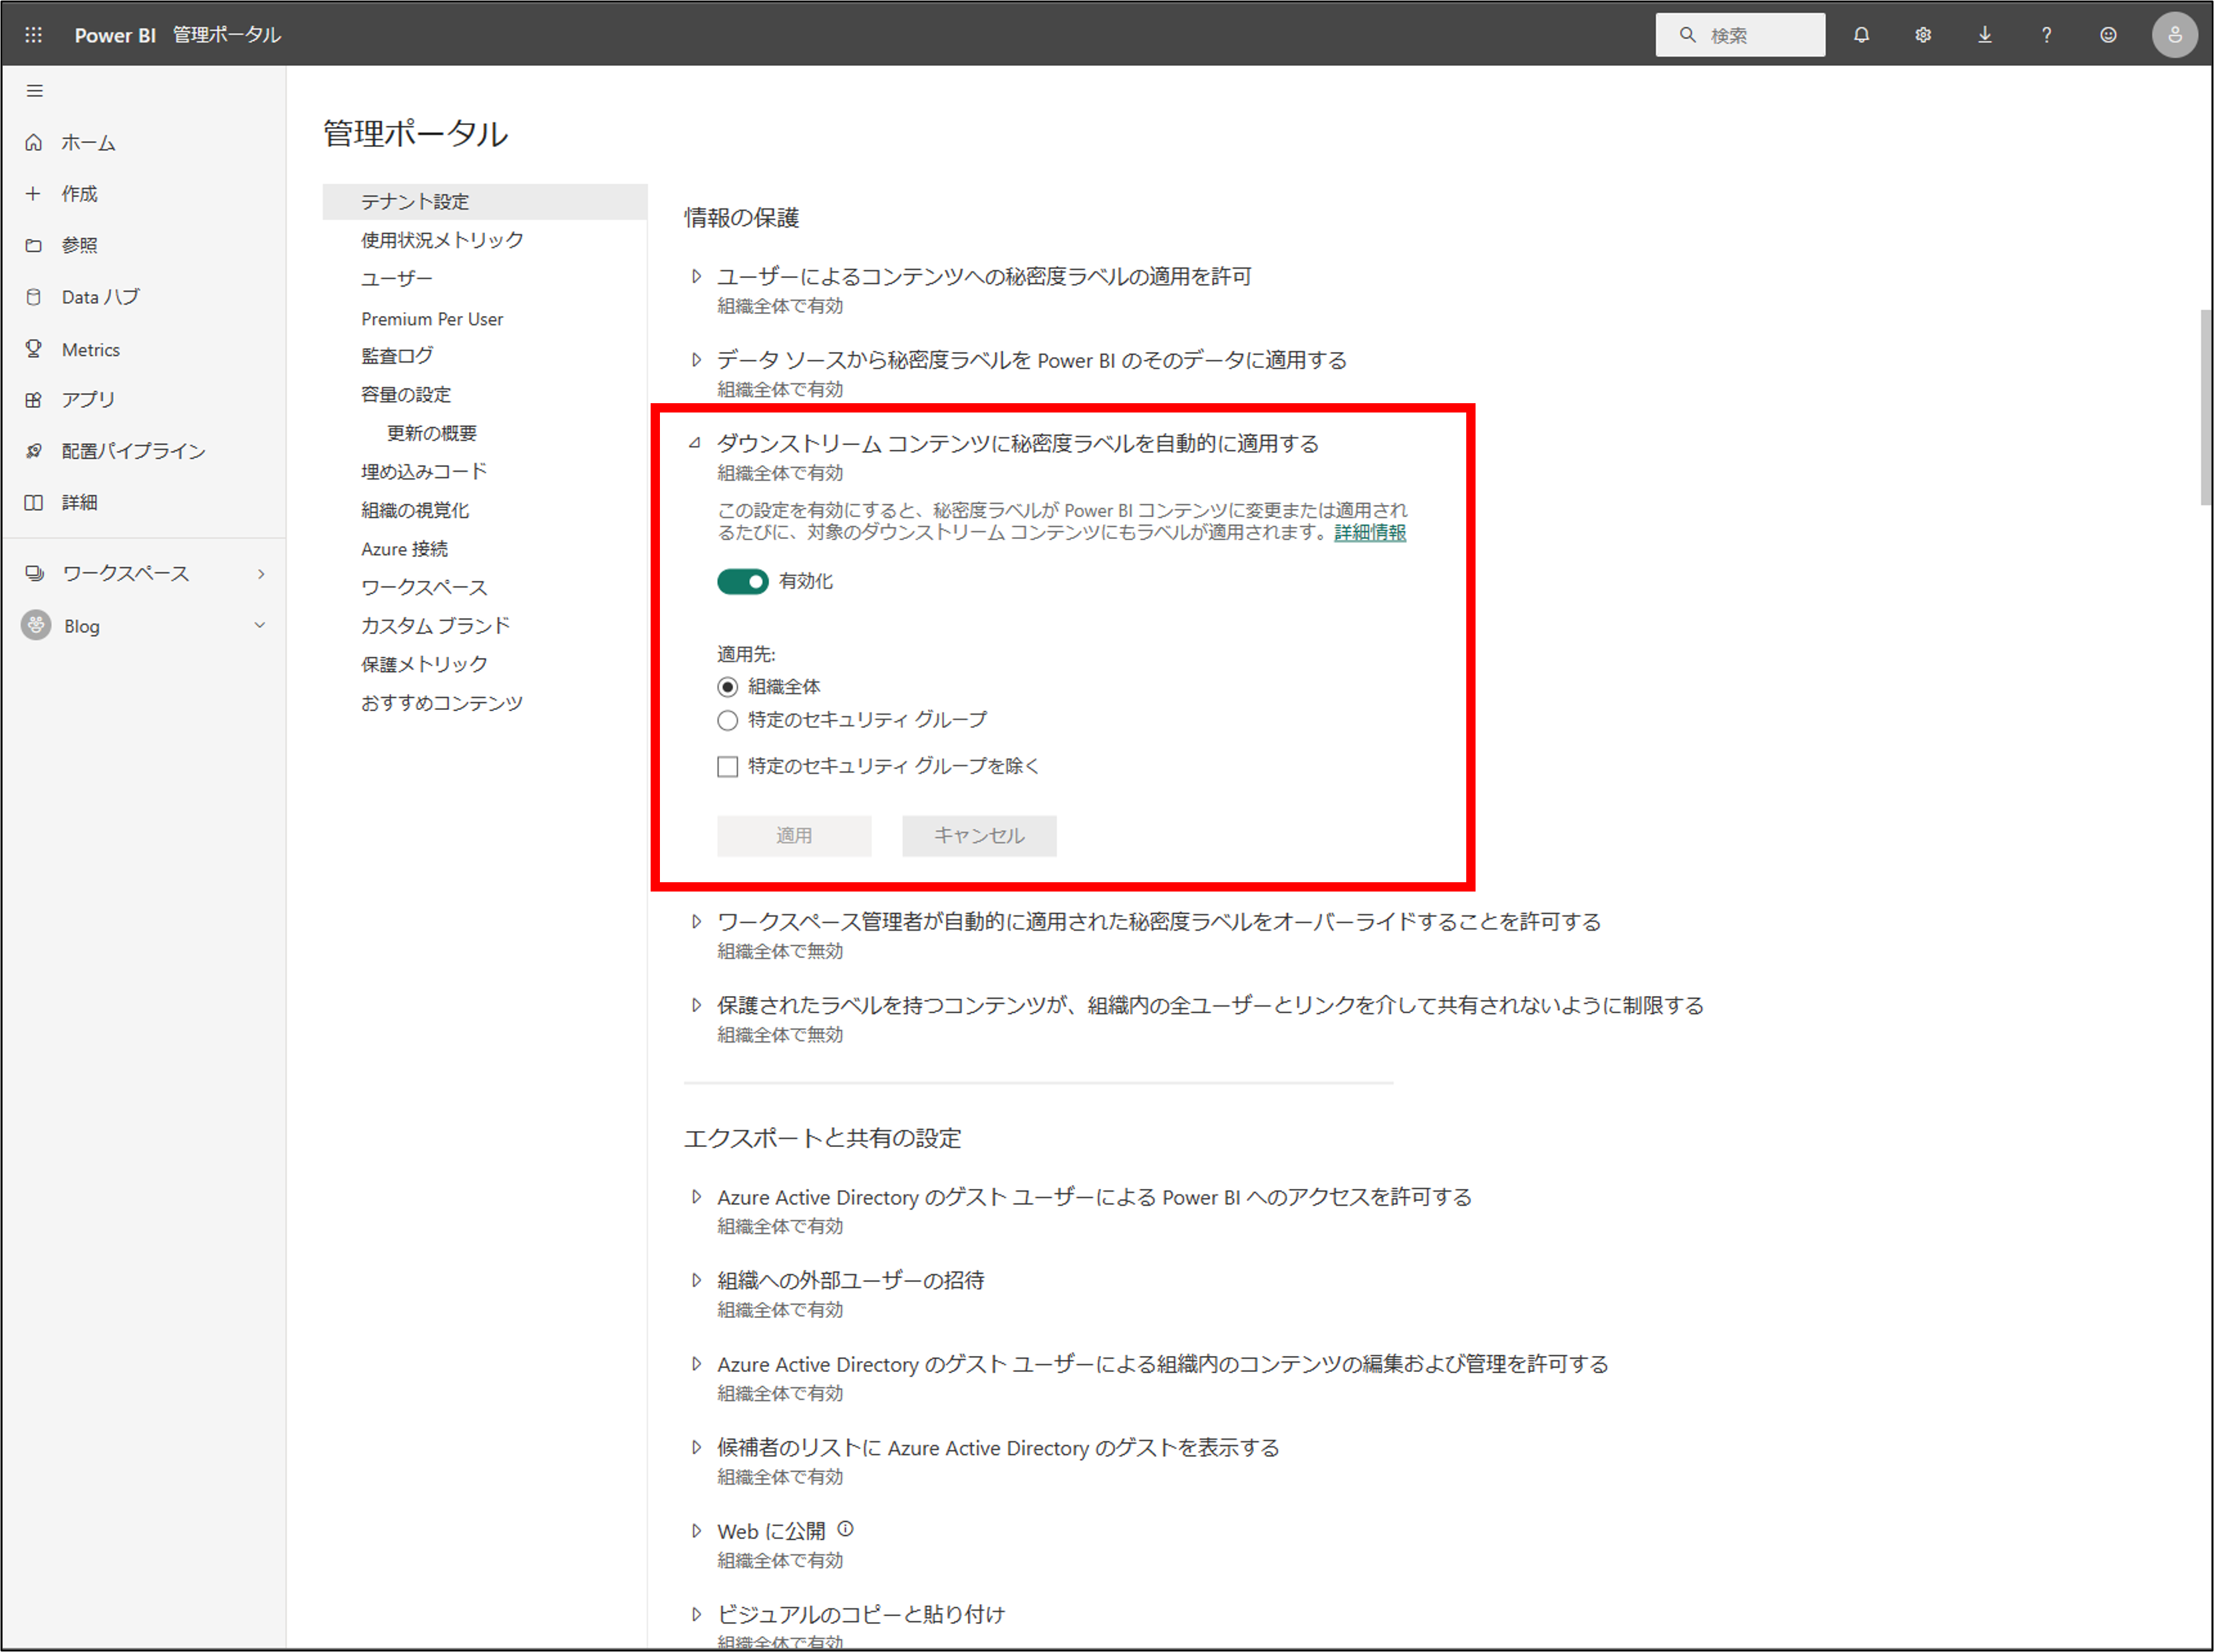 Power BI 管理ポータル
検索
ホーム
作成
参照
Data ハブ
Metrics
アプリ
配置パイプライン
詳細
ワークスペース
Blog
管理ポータル
テナント設定
使用状況メトリック
ユーザー
Premium Per User
監査ログ
容量の設定
更新の概要
埋め込みコード
組織の視覚化
Azure 接続
ワークスペース
カスタム ブランド
保護メトリック
おすすめコンテンツ
情報の保護
ユーザーによるコンテンツへの秘密度ラベルの適用を許可
組織全体で有効
データ ソースから秘密度ラベルを Power BI のそのデータに適用する
組織全体で有効
ダウンストリーム コンテンツに秘密度ラベルを自動的に適用する
組織全体で有効
この設定を有効にすると、秘密度ラベルが Power BI コンテンツに変更または適用され
るたびに、対象のダウンストリーム コンテンツにもラベルが適用されます。詳細情報
有効化
適用先:
組織全体
特定のセキュリティ グループ
特定のセキュリティ グループを除く
適用
キャンセル
ワークスペース管理者が自動的に適用された秘密度ラベルをオーバーライドすることを許可する
組織全体で無効
保護されたラベルを持つコンテンツが、組織内の全ユーザーとリンクを介して共有されないように制限する
組織全体で無効
エクスポートと共有の設定
Azure Active Directory のゲスト ユーザーによる Power BI へのアクセスを許可する
組織全体で有効
組織への外部ユーザーの招待
組織全体で有効
Azure Active Directory のゲスト ユーザーによる組織内のコンテンツの編集および管理を許可する
組織全体で有効
候補者のリストに Azure Active Directory のゲストを表示する
組織全体で有効
Web に公開
組織全体で有効
ビジュアルのコピーと貼り付け
組織全体で有効